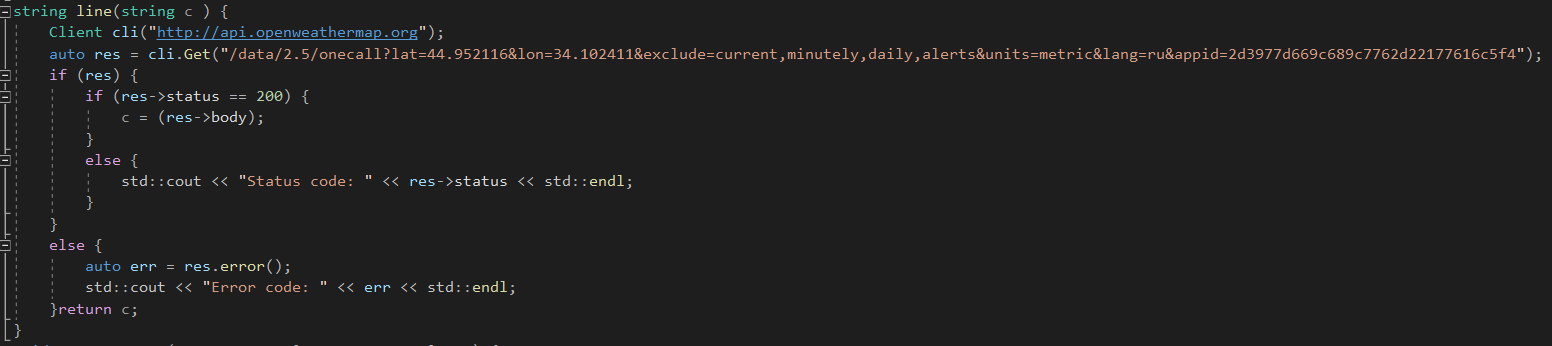 string line(string c ) {
Client cli("http://api.openweathermap.org");
auto res = cli.Get("/data/2.5/onecall?lat=44.952116&lon=34.102411&exclude=current,minutely,daily,alerts&units=metric&lang=ru&appid=2d3977d669c689c7762d22177616c5f4");
if (res) {
if (res->status == 200) {
c = (res->body);
}
else {
std::cout << "Status code: " << res->status << std::endl;
}
}
else {
auto err = res.error();
std::cout << "Error code: " << err << std::endl;
}return c;
}